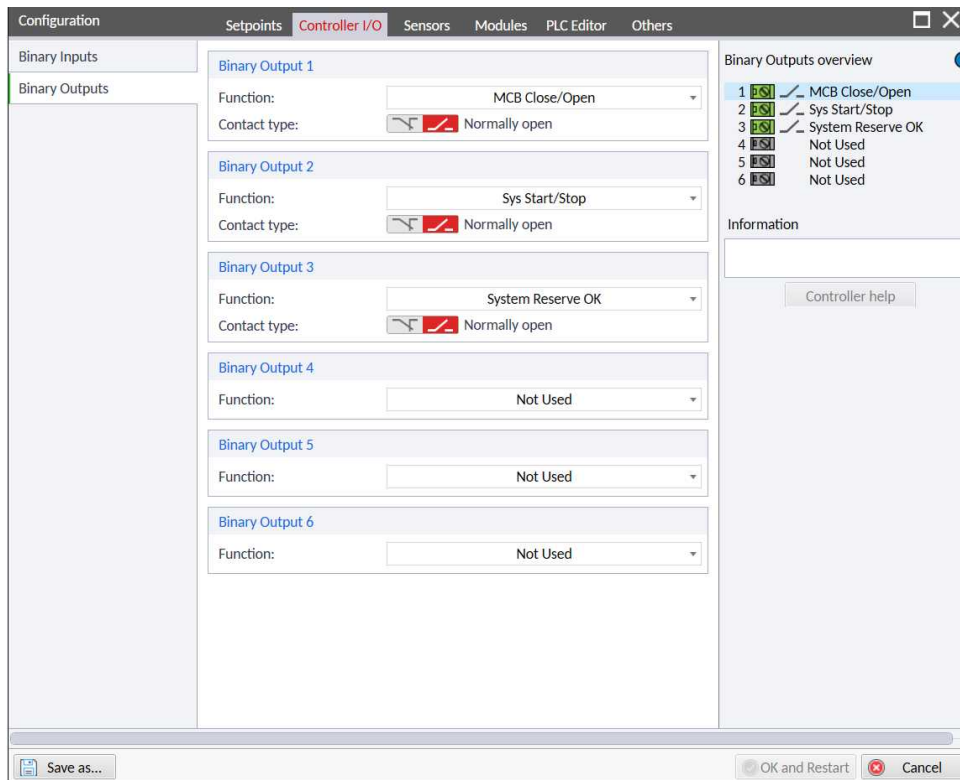 Configuration
Setpoints Controller I/O Sensors Modules PLC Editor Others
Binary Inputs
Binary Outputs
Binary Output 1
Function: MCB Close/Open
Contact type: Normally open
Binary Output 2
Function: Sys Start/Stop
Contact type: Normally open
Binary Output 3
Function: System Reserve OK
Contact type: Normally open
Binary Output 4
Function: Not Used
Binary Output 5
Function: Not Used
Binary Output 6
Function: Not Used
Binary Outputs overview
1 MCB Close/Open
2 Sys Start/Stop
3 System Reserve OK
4 Not Used
5 Not Used
6 Not Used
Information
Controller help
Save as...
OK and Restart
Cancel